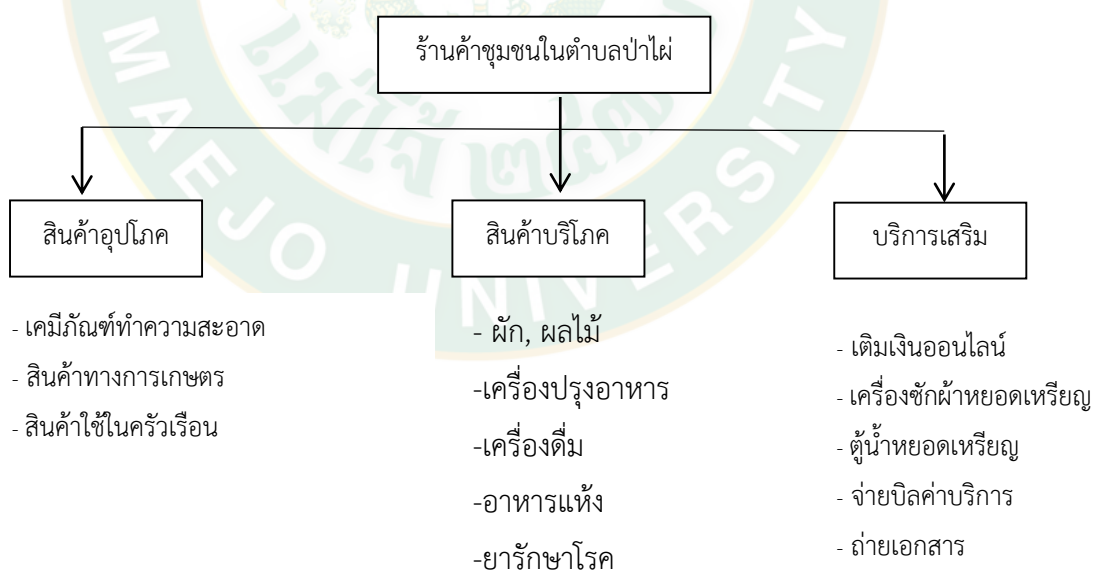 ร้านค้าชุมชนในตำบลป่าไผ่
สินค้าอุปโภค
- เคมีภัณฑ์ทำความสะอาด
- สินค้าทางการเกษตร
- สินค้าใช้ในครัวเรือน
สินค้าบริโภค
- ผัก, ผลไม้
-เครื่องปรุงอาหาร
-เครื่องดื่ม
-อาหารแห้ง
-ยารักษาโรค
บริการเสริม
- เติมเงินออนไลน์
- เครื่องซักผ้าหยอดเหรียญ
- ตู้น้ำหยอดเหรียญ
- จ่ายบิลค่าบริการ
- ถ่ายเอกสาร
แม่โจ้ ๒๔๗๗
MAEJO UNIVERSITY